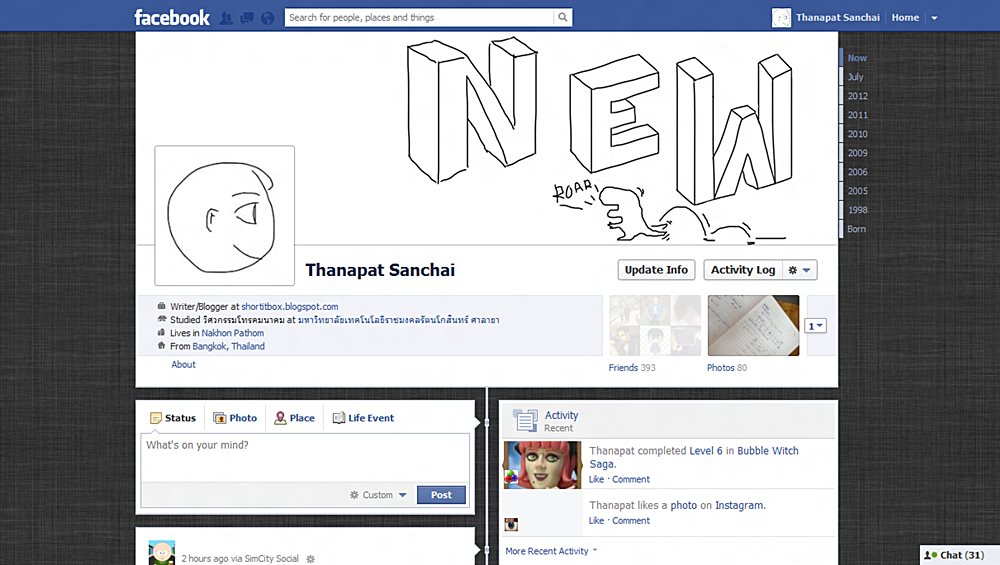 facebook
Search for people, places and things
Thanapat Sanchai
Home
NEW
ROAR
Now
July
2012
2011
2010
2009
2006
2005
1998
Born
Thanapat Sanchai
Update Info
Activity Log
Writer/Blogger at shortitbox.blogspot.com
Studied วิศวกรรมโทรคมนาคม at มหาวิทยาลัยเทคโนโลยีราชมงคลรัตนโกสินทร์ ศาลายา
Lives in Nakhon Pathom
From Bangkok, Thailand
About
Friends 393
Photos 80
1
Status
Photo
Place
Life Event
What's on your mind?
Custom
Post
Activity
Recent
Thanapat completed Level 6 in Bubble Witch
Saga.
Like · Comment
Thanapat likes a photo on Instagram.
Like · Comment
More Recent Activity
2 hours ago via SimCity Social
Chat (31)